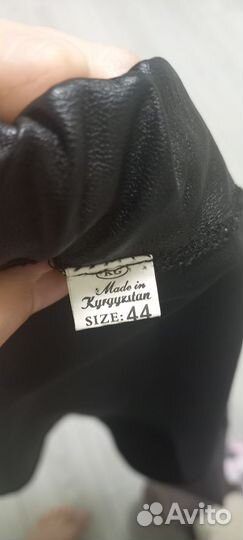 KG
Made in
Kyrgyzstan
SIZE: 44
Avito